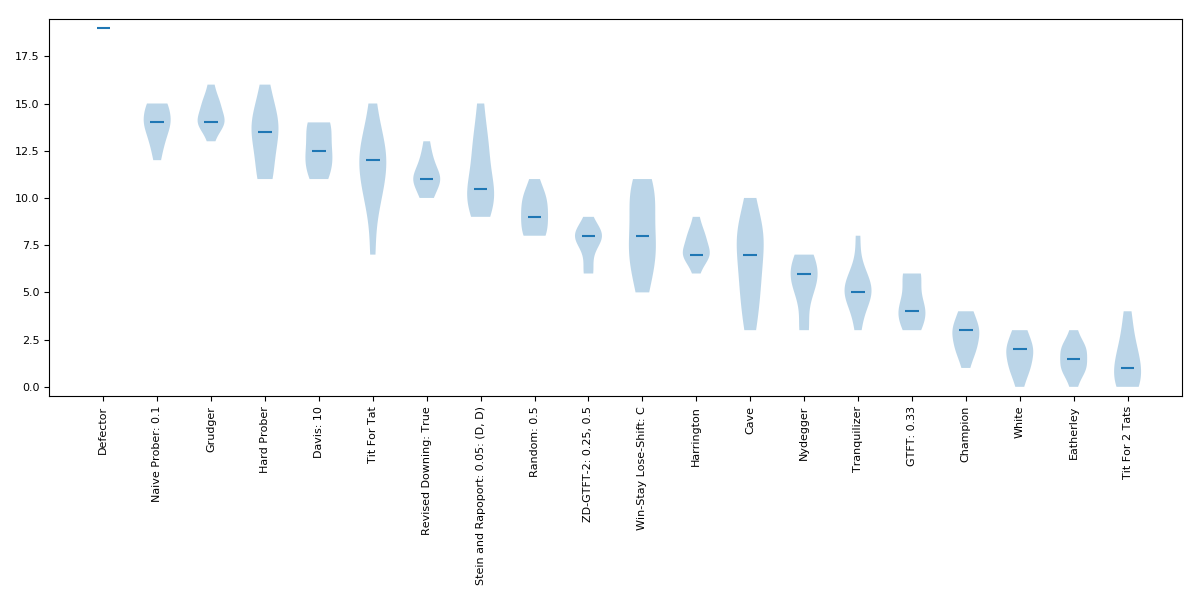 17.5
15.0
12.5
10.0
7.5
5.0
2.5
0.0
Defector
Naive Prober: 0.1
Grudger
Hard Prober
Davis: 10
Tit For Tat
Revised Downing: True
Stein and Rapoport: 0.05: (D, D)
Random: 0.5
ZD-GTFT-2: 0.25, 0.5
Win-Stay Lose-Shift: C
Harrington
Cave
Nydegger
Tranquilizer
GTFT: 0.33
Champion
White
Eatherley
Tit For 2 Tats